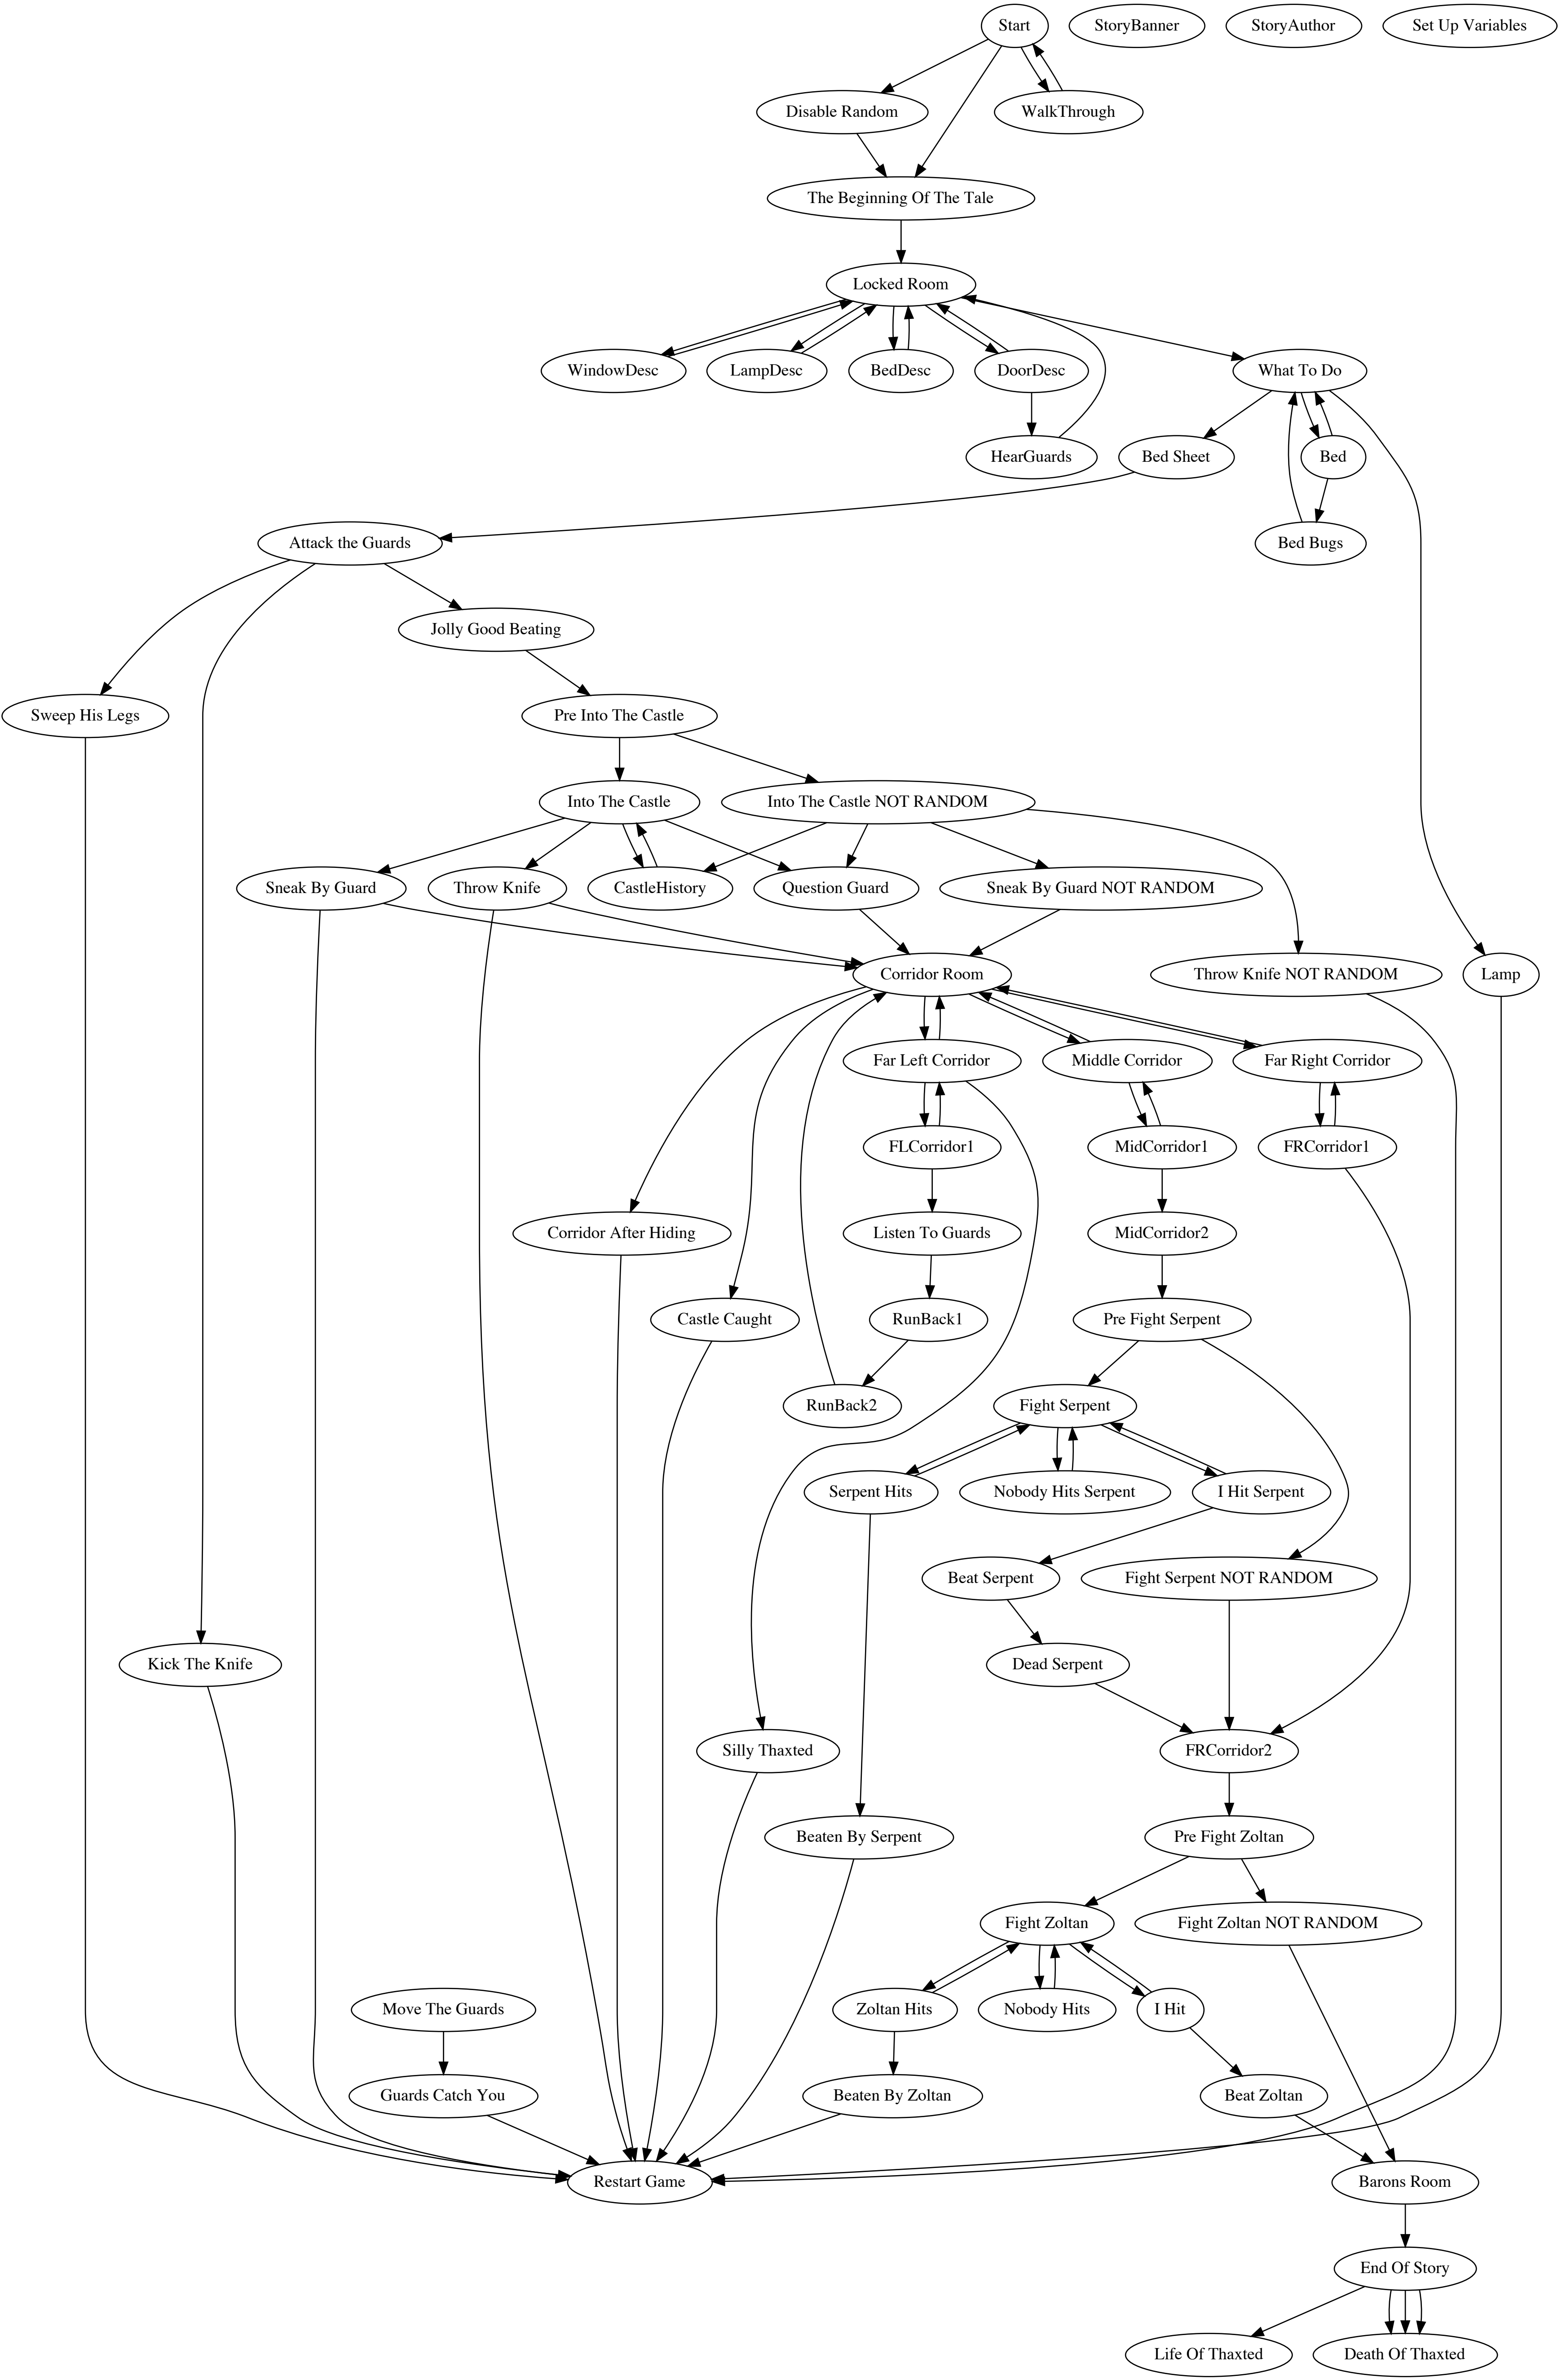 Start
StoryBanner
StoryAuthor
Set Up Variables
Disable Random
WalkThrough
The Beginning Of The Tale
Locked Room
WindowDesc
LampDesc
BedDesc
DoorDesc
What To Do
HearGuards
Bed Sheet
Bed
Attack the Guards
Bed Bugs
Jolly Good Beating
Sweep His Legs
Pre Into The Castle
Into The Castle
Into The Castle NOT RANDOM
Sneak By Guard
Throw Knife
CastleHistory
Question Guard
Sneak By Guard NOT RANDOM
Corridor Room
Throw Knife NOT RANDOM
Lamp
Far Left Corridor
Middle Corridor
Far Right Corridor
FLCorridor1
MidCorridor1
FRCorridor1
Corridor After Hiding
Listen To Guards
MidCorridor2
Castle Caught
RunBack1
Pre Fight Serpent
RunBack2
Fight Serpent
Serpent Hits
Nobody Hits Serpent
I Hit Serpent
Beat Serpent
Fight Serpent NOT RANDOM
Kick The Knife
Dead Serpent
Silly Thaxted
FRCorridor2
Beaten By Serpent
Pre Fight Zoltan
Fight Zoltan
Fight Zoltan NOT RANDOM
Move The Guards
Zoltan Hits
Nobody Hits
I Hit
Guards Catch You
Beaten By Zoltan
Beat Zoltan
Restart Game
Barons Room
End Of Story
Life Of Thaxted
Death Of Thaxted